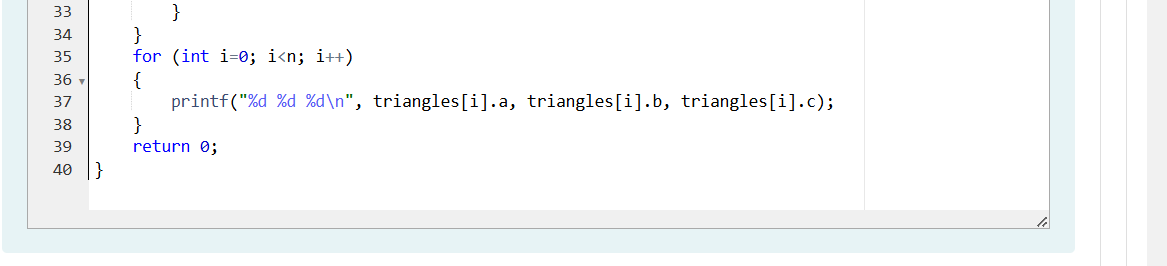 33 }
34 }
35 for (int i=0; i<n; i++)
36 {
37 printf("%d %d %d\n", triangles[i].a, triangles[i].b, triangles[i].c);
38 }
39 return 0;
40 }